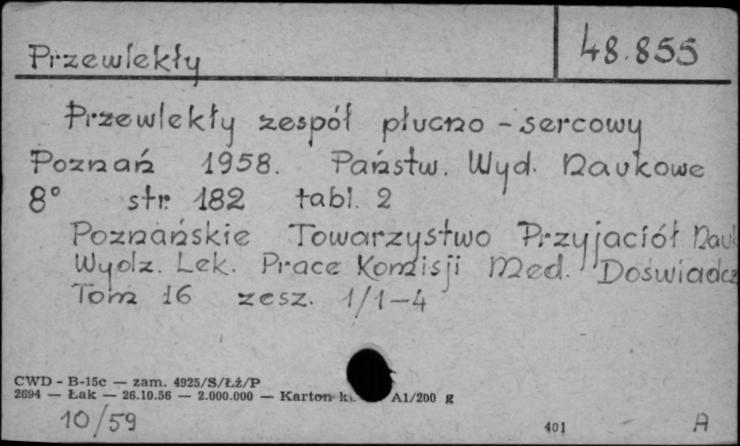 Przewlekły
48.855
Przewlekły zespół płucno-sercowy
Poznań 1958. Państw. Wyd. Naukowe
8° str. 182 tabl. 2
Poznańskie Towarzystwo Przyjaciół Nauk
Wydz. Lek. Prace Komisji Med. Doświadcz
Tom 16 zesz. 1/1-4
CWD - B-15c — zam. 4925/S/Łź/P
2694 — Łak — 26.10.56 — 2.000.000 — Karton A1/200 g
10/59
401
A